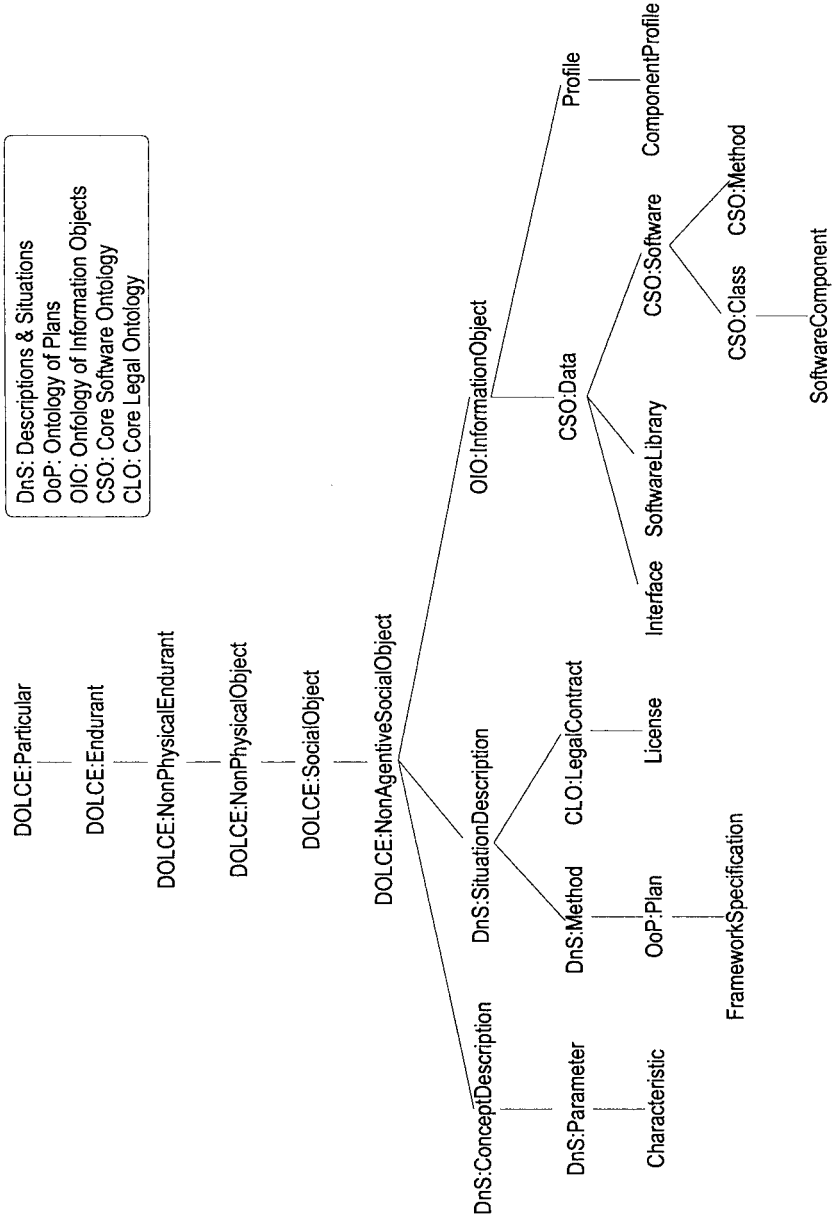 DnS: Descriptions & Situations
OoP: Ontology of Plans
OIO: Onfology of Information Objects
CSO: Core Software Ontology
CLO: Core Legal Ontology
DOLCE:Particular
DOLCE:Endurant
DOLCE:NonPhysicalEndurant
DOLCE:NonPhysicalObject
DOLCE:SocialObject
DOLCE:NonAgentiveSocialObject
DnS:ConceptDescription
DnS:SituationDescription
OIO:InformationObject
DnS:Parameter
DnS:Method
CLO:LegalContract
CSO:Data
Profile
Characteristic
OoP:Plan
License
Interface
SoftwareLibrary
CSO:Software
ComponentProfile
FrameworkSpecification
CSO:Class
CSO:Method
SoftwareComponent